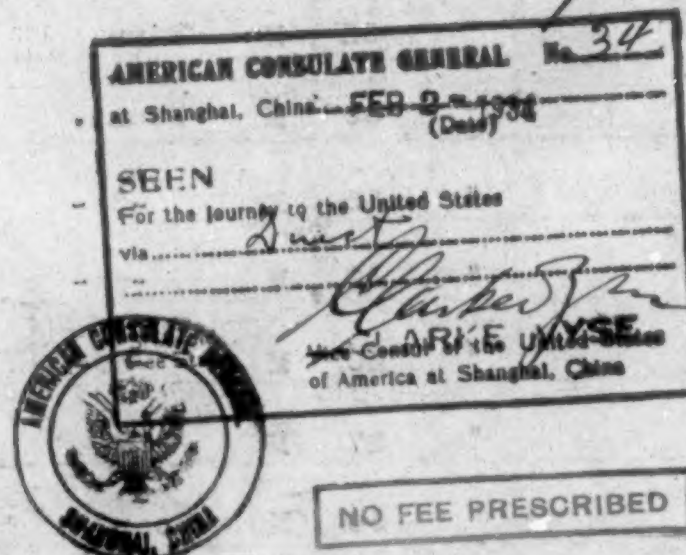 AMERICAN CONSULATE GENERAL No. 34
at Shanghai, China. FEB
(Date)
SEEN
For the journey to the United States
via Direct
J. CLARKE VYSE
Vice Consul of the United States
of America at Shanghai, China
AMERICAN CONSULATE GENERAL
SHANGHAI, CHINA
NO FEE PRESCRIBED